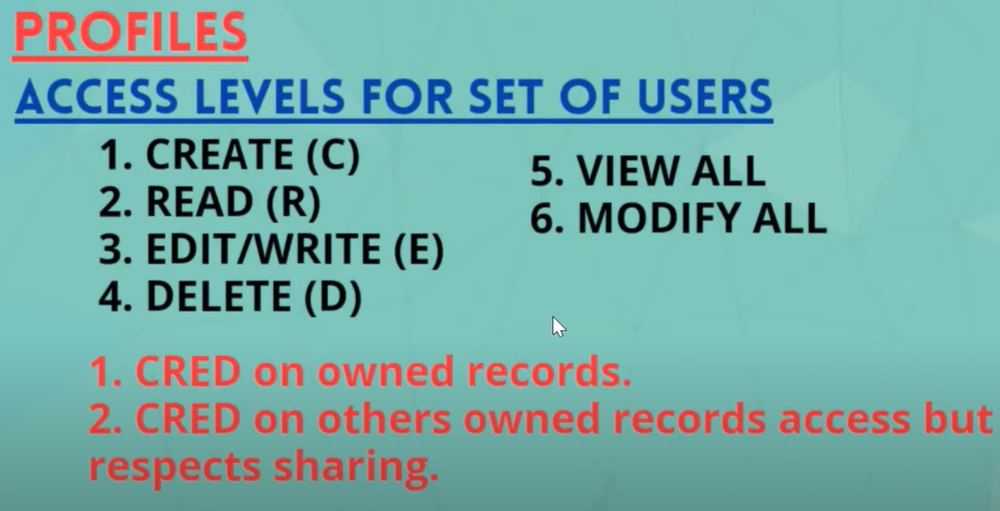 PROFILES
ACCESS LEVELS FOR SET OF USERS
1. CREATE (C)
2. READ (R)
3. EDIT/WRITE (E)
4. DELETE (D)
5. VIEW ALL
6. MODIFY ALL
1. CRED on owned records.
2. CRED on others owned records access but
respects sharing.